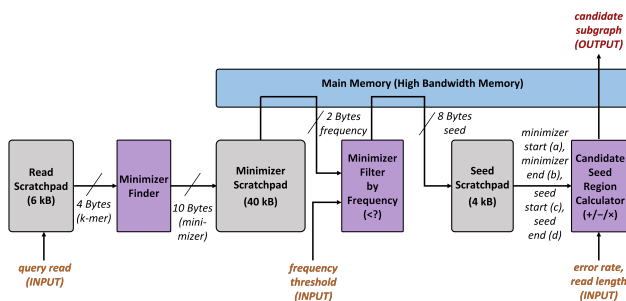 candidate
subgraph
(OUTPUT)
Main Memory (High Bandwidth Memory)
2 Bytes
frequency
8 Bytes
seed
minimizer
start (a),
minimizer
end (b),
seed
start (c),
seed
end (d)
Read
Scratchpad
(6 kB)
4 Bytes
(k-mer)
Minimizer
Finder
10 Bytes
(mini-
mizer)
Minimizer
Scratchpad
(40 kB)
Minimizer
Filter
by
Frequency
(<?)
Seed
Scratchpad
(4 kB)
Candidate
Seed
Region
Calculator
(+/−/×)
query read
(INPUT)
frequency
threshold
(INPUT)
error rate,
read length
(INPUT)